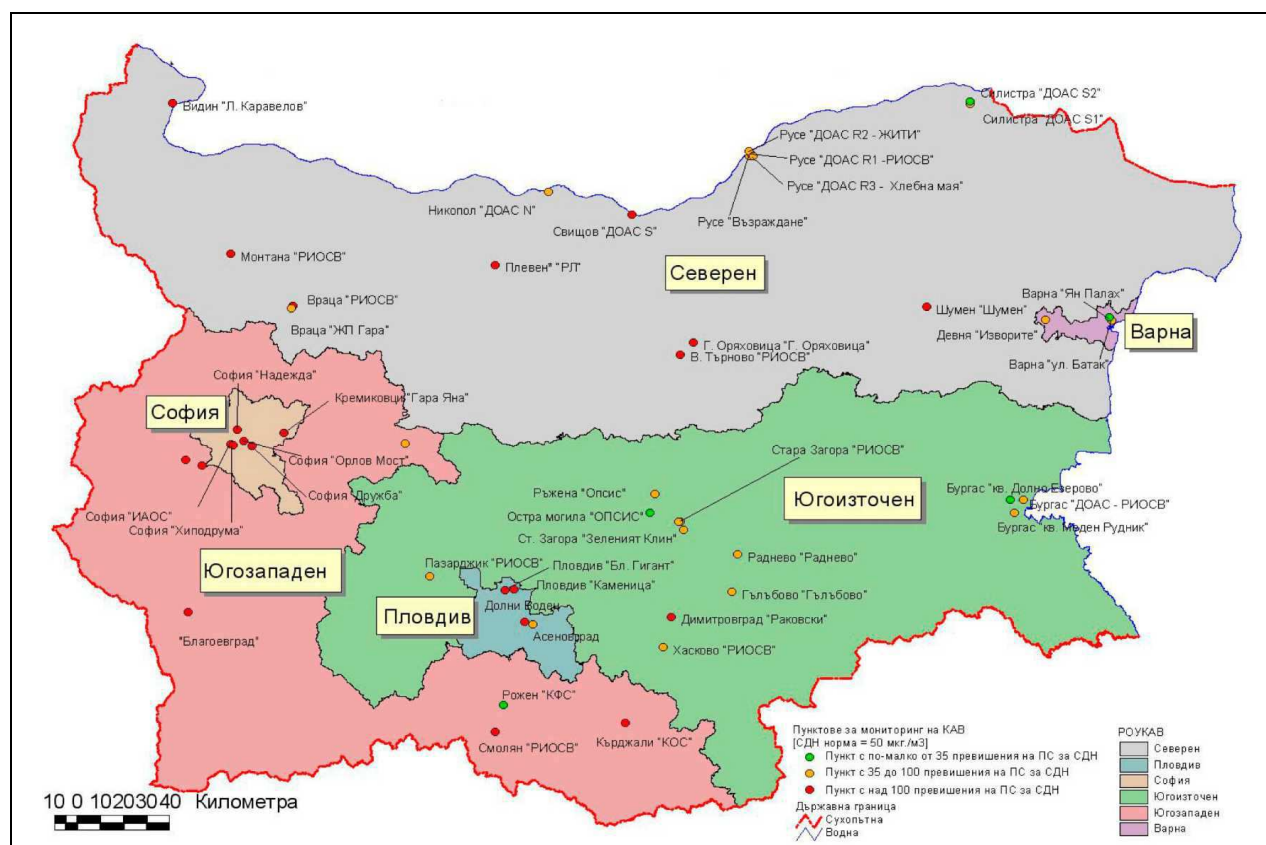 Видин "Л. Каравелов"
Силистра "ДОАС S2"
Силистра "ДОАС S1"
Русе "ДОАС R2 - ЖИТИ"
Русе "ДОАС R1 -РИОСВ"
Русе "ДОАС R3 - Хлебна мая"
Русе "Възраждане"
Никопол "ДОАС N"
Свищов "ДОАС S"
Монтана "РИОСВ"
Плевен" "РЛ"
Северен
Враца "РИОСВ"
Враца "ЖП Гара"
Шумен "Шумен"
Варна "Ян Палах"
Девня "Изворите"
Варна
Варна "ул. Батак"
Г. Оряховица "Г. Оряховица"
В. Търново "РИОСВ"
София "Надежда"
Кремиковци "Гара Яна"
София
София "Орлов Мост"
София "Дружба"
София "ИАОС"
София "Хиподрума"
Стара Загора "РИОСВ"
Ръжена "Опсис"
Югоизточен
Остра могила "ОПСИС"
Ст. Загора "Зеленият Клин"
Бургас "кв. Долно Езерово"
Бургас "ДОАС - РИОСВ"
Бургас "кв. Меден Рудник"
Югозападен
Пазарджик "РИОСВ"
Раднево "Раднево"
Пловдив "Бл. Гигант"
Пловдив "Каменица"
Гълъбово "Гълъбово"
Пловдив
Долни Воден
Асеновград
"Благоевград"
Димитровград "Раковски"
Хасково "РИОСВ"
Рожен "КФС"
Смолян "РИОСВ"
Кърджали "КОС"
Пунктове за мониторинг на КАВ
[СДН норма = 50 мкг./м3]
Пункт с по-малко от 35 превишения на ПС за СДН
Пункт с 35 до 100 превишения на ПС за СДН
Пункт с над 100 превишения на ПС за СДН
Държавна граница
Сухопътна
Водна
РОУКАВ
Северен
Пловдив
София
Югоизточен
Югозападен
Варна
10 0 10203040 Километра